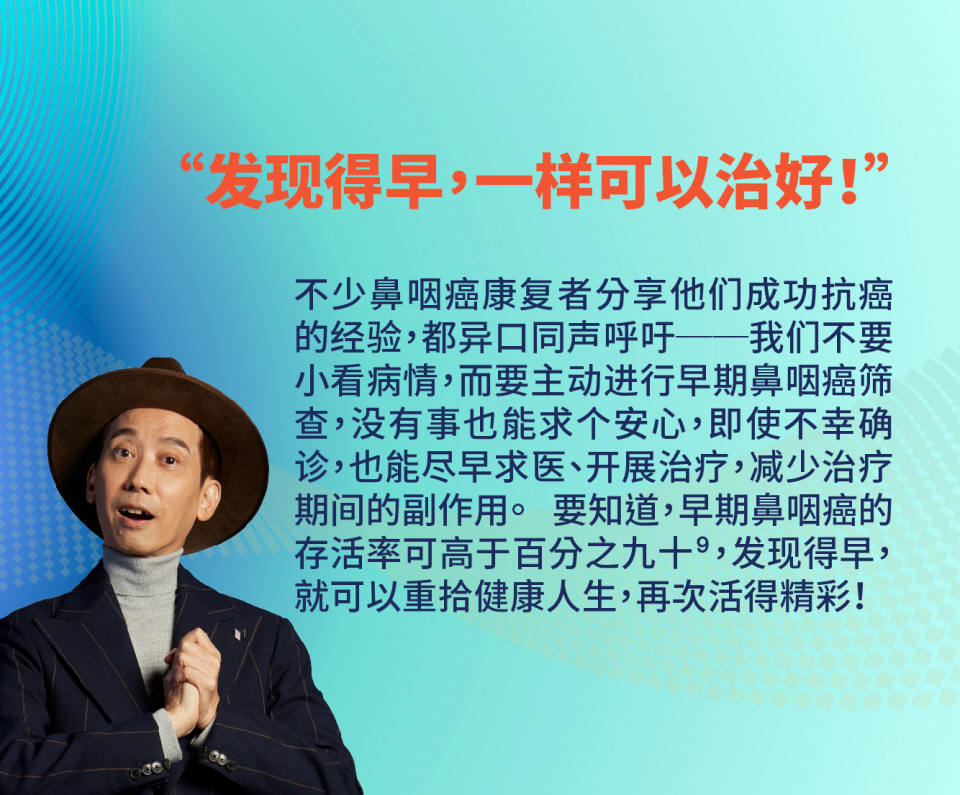 “发现得早，一样可以治好！”
不少鼻咽癌康复者分享他们成功抗癌
的经验，都异口同声呼吁——我们不要
小看病情，而要主动进行早期鼻咽癌筛
查，没有事也能求个安心，即使不幸确
诊，也能尽早求医、开展治疗，减少治疗
期间的副作用。 要知道，早期鼻咽癌的
存活率可高于百分之九十⁹，发现得早，
就可以重拾健康人生，再次活得精彩！